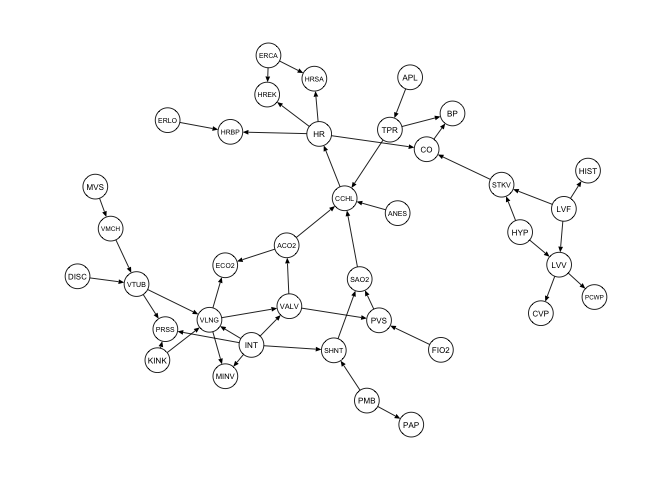 ERCA
HRSA
APL
HREK
BP
ERLO
HRBP
HR
TPR
CO
HIST
STKV
MVS
CCHL
LVF
ANES
VMCH
HYP
ACO2
ECO2
LVV
DISC
VTUB
SAO2
PCWP
VALV
CVP
VLNG
PVS
PRSS
INT
SHNT
FIO2
KINK
MINV
PMB
PAP